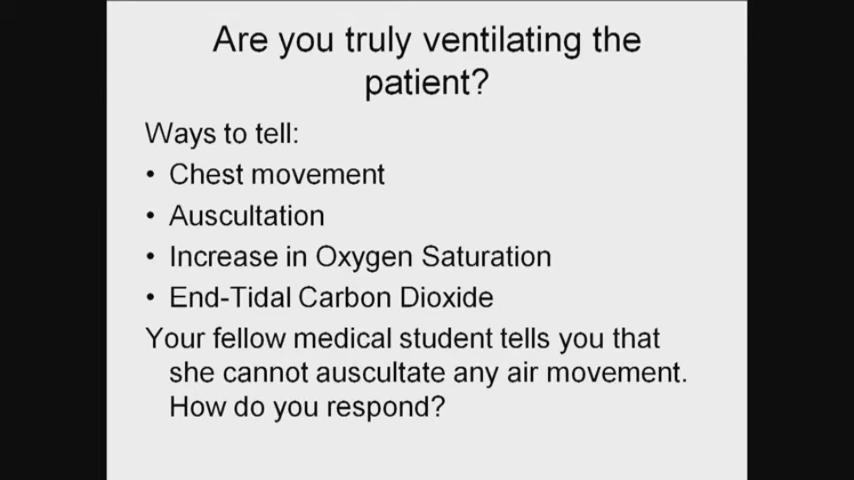 Are you truly ventilating the
patient?
Ways to tell:
• Chest movement
• Auscultation
• Increase in Oxygen Saturation
• End-Tidal Carbon Dioxide
Your fellow medical student tells you that
she cannot auscultate any air movement.
How do you respond?